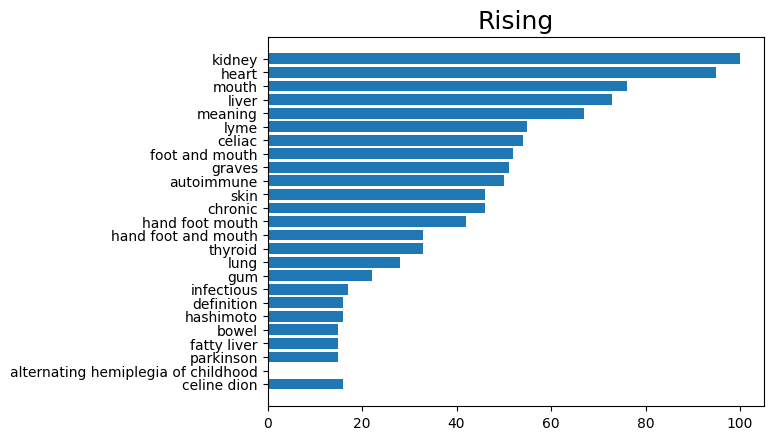 Rising
kidney
heart
mouth
liver
meaning
lyme
celiac
foot and mouth
graves
autoimmune
skin
chronic
hand foot mouth
hand foot and mouth
thyroid
lung
gum
infectious
definition
hashimoto
bowel
fatty liver
parkinson
alternating hemiplegia of childhood
celine dion
0 20 40 60 80 100